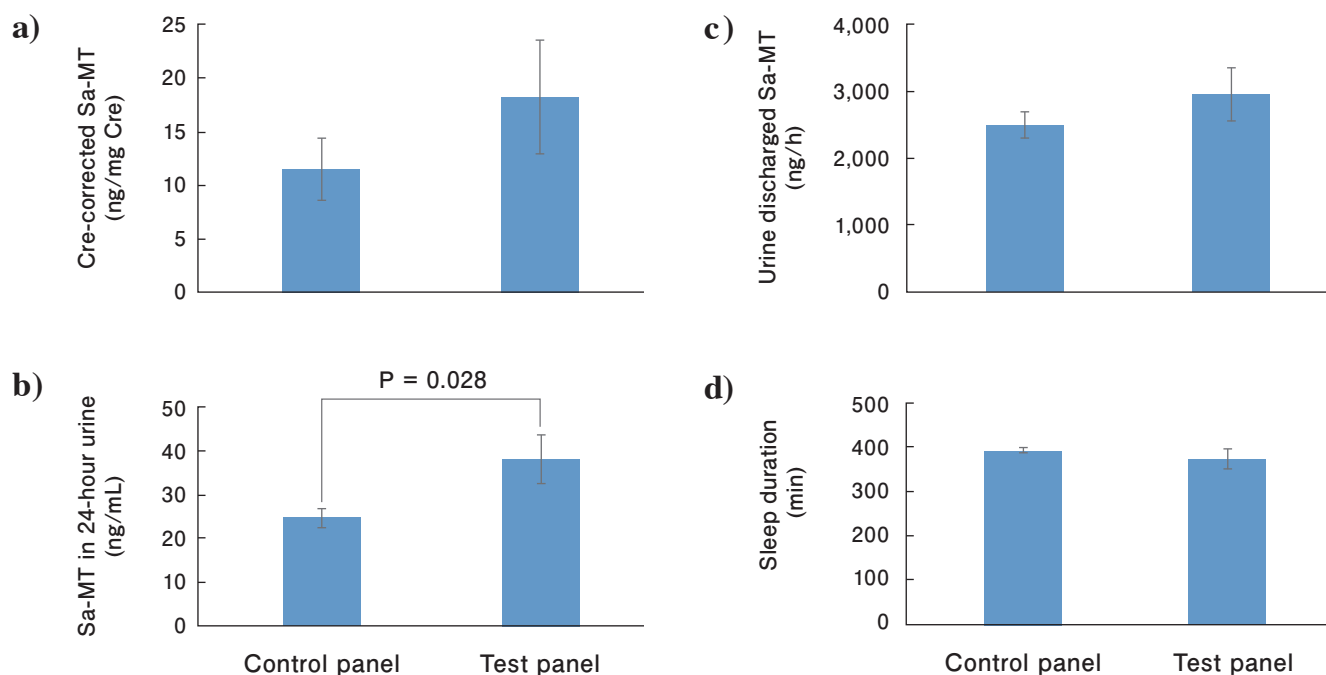 a)
Cre-corrected Sa-MT
(ng/mg Cre)
25
20
15
10
5
0
c)
Urine discharged Sa-MT
(ng/h)
4,000
3,000
2,000
1,000
0
b)
Sa-MT in 24-hour urine
(ng/mL)
P = 0.028
50
40
30
20
10
0
Control panel
Test panel
d)
Sleep duration
(min)
500
400
300
200
100
0
Control panel
Test panel